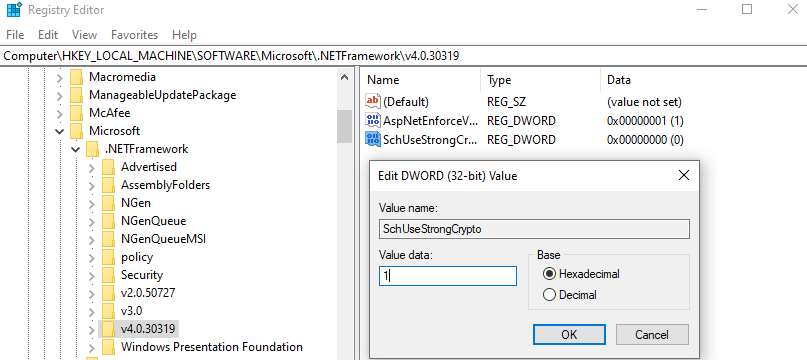 Registry Editor
File Edit View Favorites Help
Computer\HKEY_LOCAL_MACHINE\SOFTWARE\Microsoft\.NETFramework\v4.0.30319
Macromedia
ManageableUpdatePackage
McAfee
Microsoft
.NETFramework
Advertised
AssemblyFolders
NGen
NGenQueue
NGenQueueMSI
policy
Security
v2.0.50727
v3.0
v4.0.30319
Windows Presentation Foundation
Name Type Data
ab (Default) REG_SZ (value not set)
AspNetEnforceV... REG_DWORD 0x00000001 (1)
SchUseStrongCr... REG_DWORD 0x00000000 (0)
Edit DWORD (32-bit) Value
Value name:
SchUseStrongCrypto
Value data:
1
Base
Hexadecimal
Decimal
OK Cancel